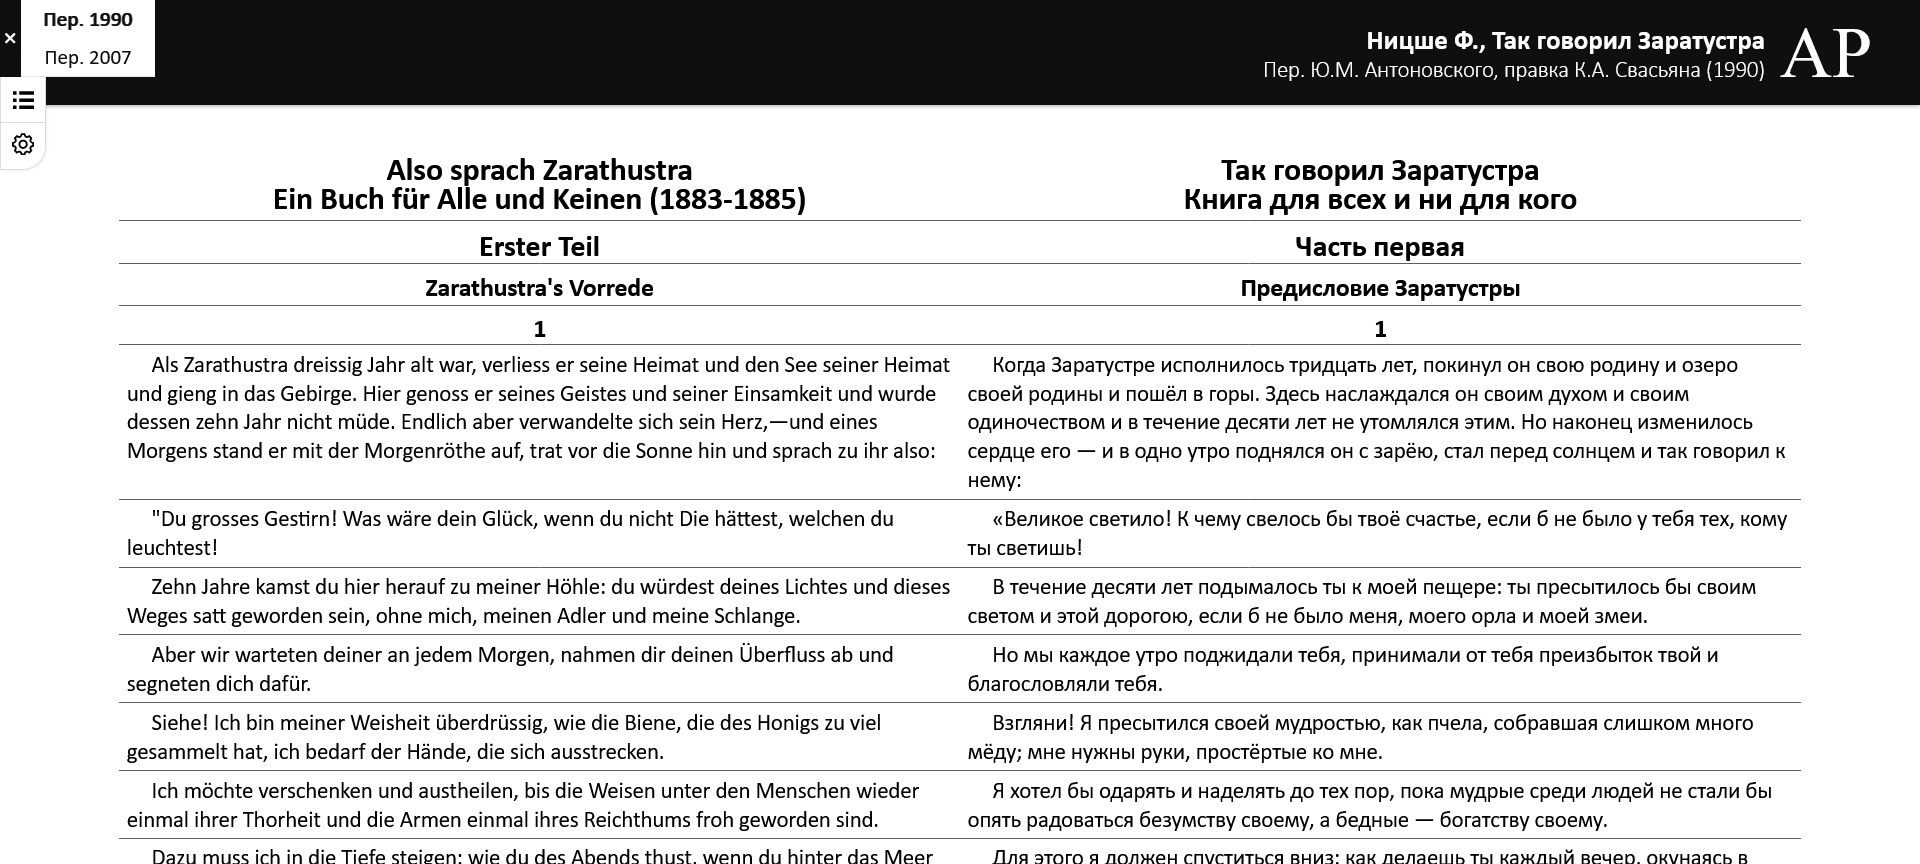 Пер. 1990
Пер. 2007
Ницше Ф., Так говорил Заратустра
Пер. Ю.М. Антоновского, правка К.А. Свасьяна (1990)
AP
Also sprach Zarathustra
Ein Buch für Alle und Keinen (1883-1885)
Так говорил Заратустра
Книга для всех и ни для кого
Erster Teil
Часть первая
Zarathustra's Vorrede
Предисловие Заратустры
1
1
Als Zarathustra dreissig Jahr alt war, verliess er seine Heimat und den See seiner Heimat
und gieng in das Gebirge. Hier genoss er seines Geistes und seiner Einsamkeit und wurde
dessen zehn Jahr nicht müde. Endlich aber verwandelte sich sein Herz,—und eines
Morgens stand er mit der Morgenröthe auf, trat vor die Sonne hin und sprach zu ihr also:
Когда Заратустре исполнилось тридцать лет, покинул он свою родину и озеро
своей родины и пошёл в горы. Здесь наслаждался он своим духом и своим
одиночеством и в течение десяти лет не утомлялся этим. Но наконец изменилось
сердце его — и в одно утро поднялся он с зарёю, стал перед солнцем и так говорил к
нему:
"Du grosses Gestirn! Was wäre dein Glück, wenn du nicht Die hättest, welchen du
leuchtest!
«Великое светило! К чему свелось бы твоё счастье, если б не было у тебя тех, кому
ты светишь!
Zehn Jahre kamst du hier herauf zu meiner Höhle: du würdest deines Lichtes und dieses
Weges satt geworden sein, ohne mich, meinen Adler und meine Schlange.
В течение десяти лет подымалось ты к моей пещере: ты пресытилось бы своим
светом и этой дорогою, если б не было меня, моего орла и моей змеи.
Aber wir warteten deiner an jedem Morgen, nahmen dir deinen Überfluss ab und
segneten dich dafür.
Но мы каждое утро поджидали тебя, принимали от тебя преизбыток твой и
благословляли тебя.
Siehe! Ich bin meiner Weisheit überdrüssig, wie die Biene, die des Honigs zu viel
gesammelt hat, ich bedarf der Hände, die sich ausstrecken.
Взгляни! Я пресытился своей мудростью, как пчела, собравшая слишком много
мёду; мне нужны руки, простёртые ко мне.
Ich möchte verschenken und austheilen, bis die Weisen unter den Menschen wieder
einmal ihrer Thorheit und die Armen einmal ihres Reichthums froh geworden sind.
Я хотел бы одарять и наделять до тех пор, пока мудрые среди людей не стали бы
опять радоваться безумству своему, а бедные — богатству своему.
Dazu muss ich in die Tiefe steigen: wie du des Abends thust, wenn du hinter das Meer
Для этого я должен спуститься вниз: как делаешь ты каждый вечер, окунаясь в